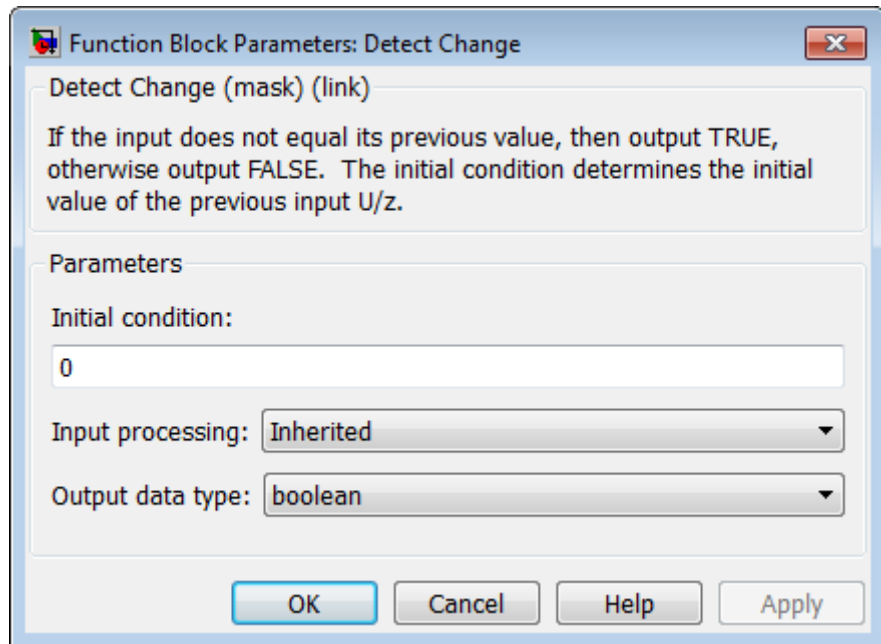 Function Block Parameters: Detect Change
Detect Change (mask) (link)
If the input does not equal its previous value, then output TRUE,
otherwise output FALSE.  The initial condition determines the initial
value of the previous input U/z.
Parameters
Initial condition:
0
Input processing: Inherited
Output data type: boolean
OK Cancel Help Apply